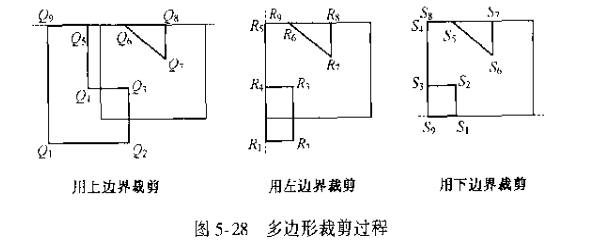 Q9 Q8
Q5 Q6
Q7
Q4 Q3
Q1 Q2
用上边界裁剪
R9 R8
R5 R6
R7
R4 R3
R1 R2
用左边界裁剪
S8 S7
S4 S5
S6
S3 S2
S9 S1
用下边界裁剪
图 5-28 多边形裁剪过程